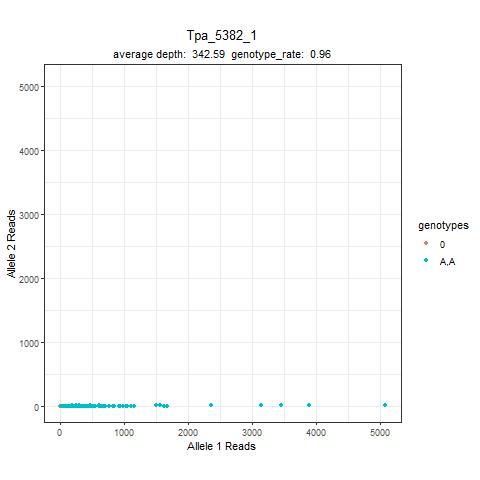 Tpa_5382_1
average depth: 342.59 genotype_rate: 0.96
5000
4000
3000
2000
1000
0
Allele 2 Reads
genotypes
0
A,A
0 1000 2000 3000 4000 5000
Allele 1 Reads